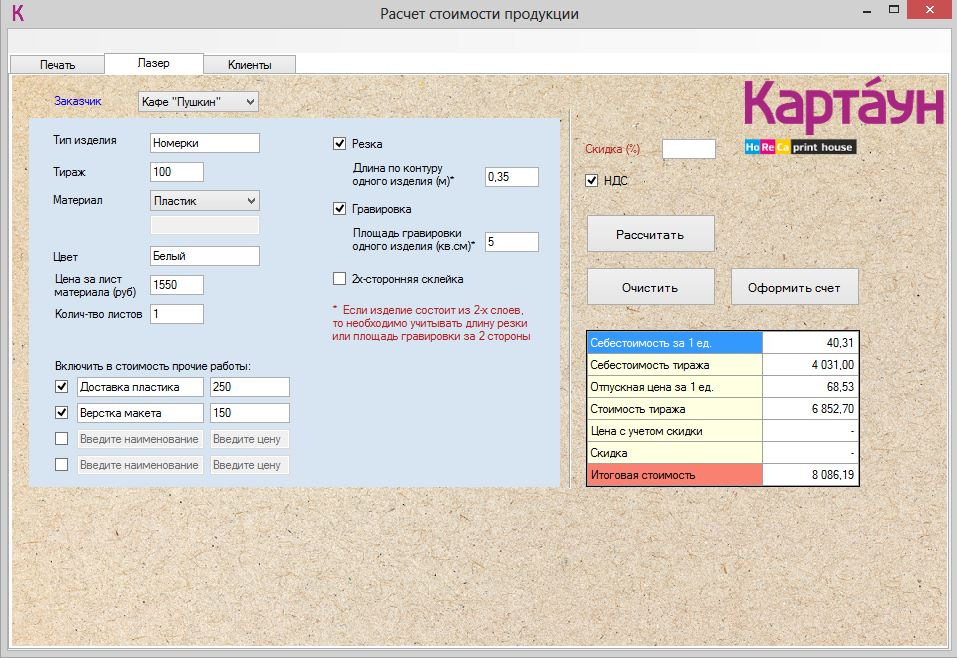 К
Расчет стоимости продукции
Печать
Лазер
Клиенты
Заказчик
Кафе "Пушкин"
Картаун
HoReCa print house
Тип изделия
Номерки
Тираж
100
Материал
Пластик
Цвет
Белый
Цена за лист
материала (руб)
1550
Колич-тво листов
1
Резка
Длина по контуру
одного изделия (м)*
0,35
Гравировка
Площадь гравировки
одного изделия (кв.см)*
5
2х-сторонняя склейка
* Если изделие состоит из 2-х слоев,
то необходимо учитывать длину резки
или площадь гравировки за 2 стороны
Включить в стоимость прочие работы:
Доставка пластика
250
Верстка макета
150
Введите наименование
Введите цену
Введите наименование
Введите цену
Скидка (%)
НДС
Рассчитать
Очистить
Оформить счет
Себестоимость за 1 ед. 40,31
Себестоимость тиража 4 031,00
Отпускная цена за 1 ед. 68,53
Стоимость тиража 6 852,70
Цена с учетом скидки -
Скидка -
Итоговая стоимость 8 086,19